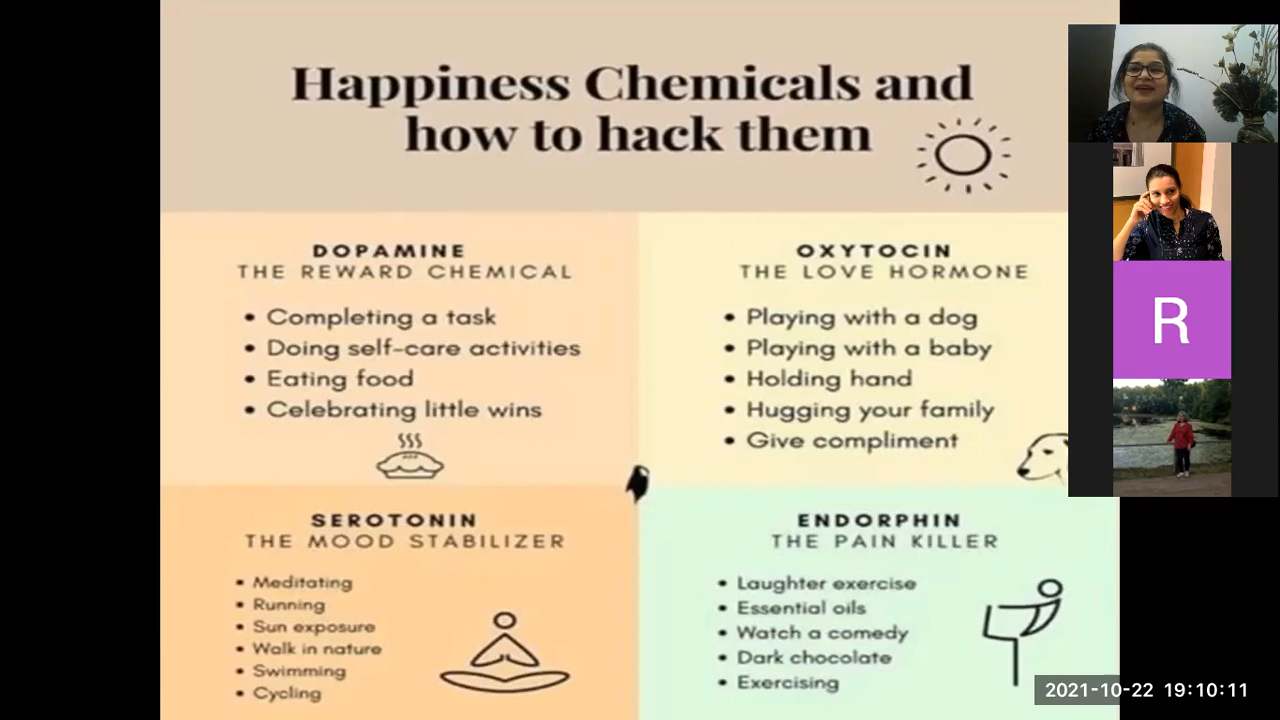 Happiness Chemicals and
how to hack them
DOPAMINE
THE REWARD CHEMICAL
• Completing a task
• Doing self-care activities
• Eating food
• Celebrating little wins
OXYTOCIN
THE LOVE HORMONE
• Playing with a dog
• Playing with a baby
• Holding hand
• Hugging your family
• Give compliment
SEROTONIN
THE MOOD STABILIZER
• Meditating
• Running
• Sun exposure
• Walk in nature
• Swimming
• Cycling
ENDORPHIN
THE PAIN KILLER
• Laughter exercise
• Essential oils
• Watch a comedy
• Dark chocolate
• Exercising
R
2021-10-22 19:10:11